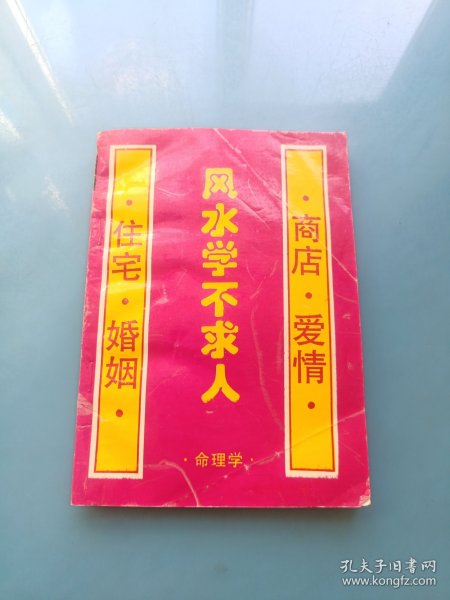 ·商店·爱情·
风水学不求人
·住宅·婚姻·
·命理学·
孔夫子旧书网
www.kongfz.com